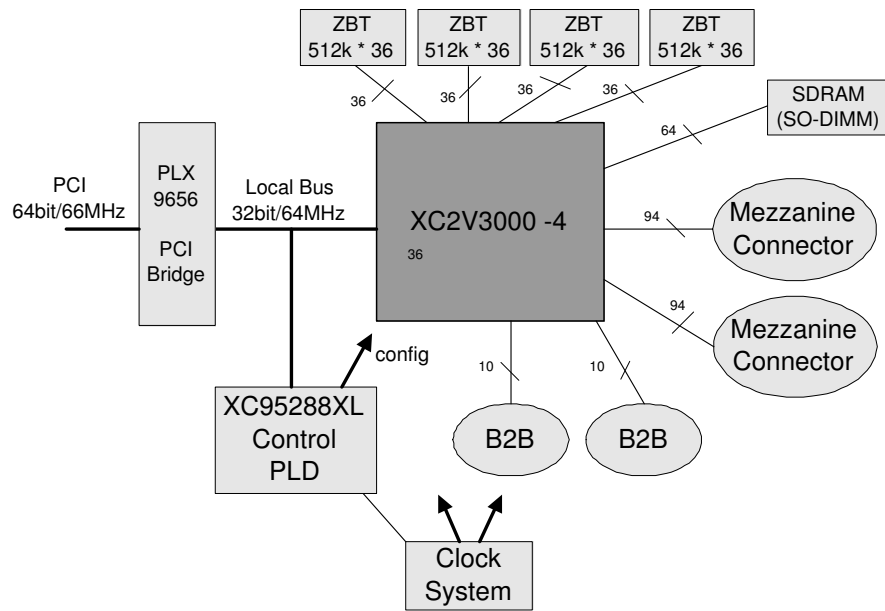 ZBT
512k * 36
ZBT
512k * 36
ZBT
512k * 36
ZBT
512k * 36
36
36
36
36
SDRAM
(SO-DIMM)
64
PCI
64bit/66MHz
PLX
9656
PCI
Bridge
Local Bus
32bit/64MHz
XC2V3000 -4
36
94
Mezzanine
Connector
94
Mezzanine
Connector
config
10
10
XC95288XL
Control
PLD
B2B
B2B
Clock
System